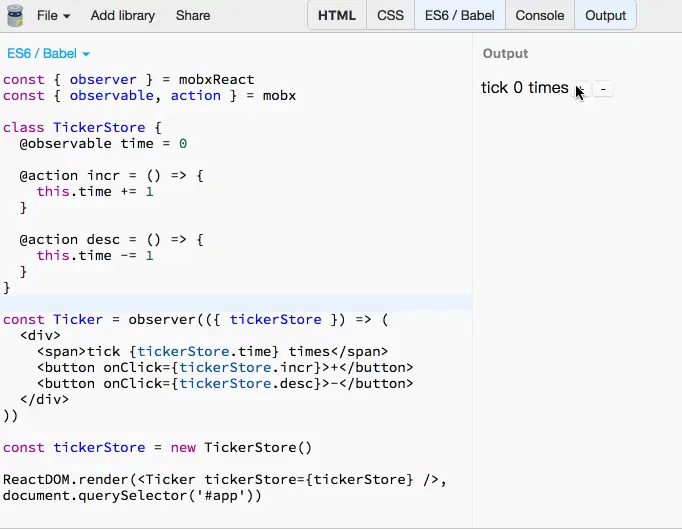 File Add library Share HTML CSS ES6 / Babel Console Output
ES6 / Babel
Output
tick 0 times -
const { observer } = mobxReact
const { observable, action } = mobx
class TickerStore {
@observable time = 0
@action incr = () => {
this.time += 1
}
@action desc = () => {
this.time -= 1
}
}
const Ticker = observer(({ tickerStore }) => (
<div>
<span>tick {tickerStore.time} times</span>
<button onClick={tickerStore.incr}>+</button>
<button onClick={tickerStore.desc}>-</button>
</div>
))
const tickerStore = new TickerStore()
ReactDOM.render(<Ticker tickerStore={tickerStore} />,
document.querySelector('#app'))